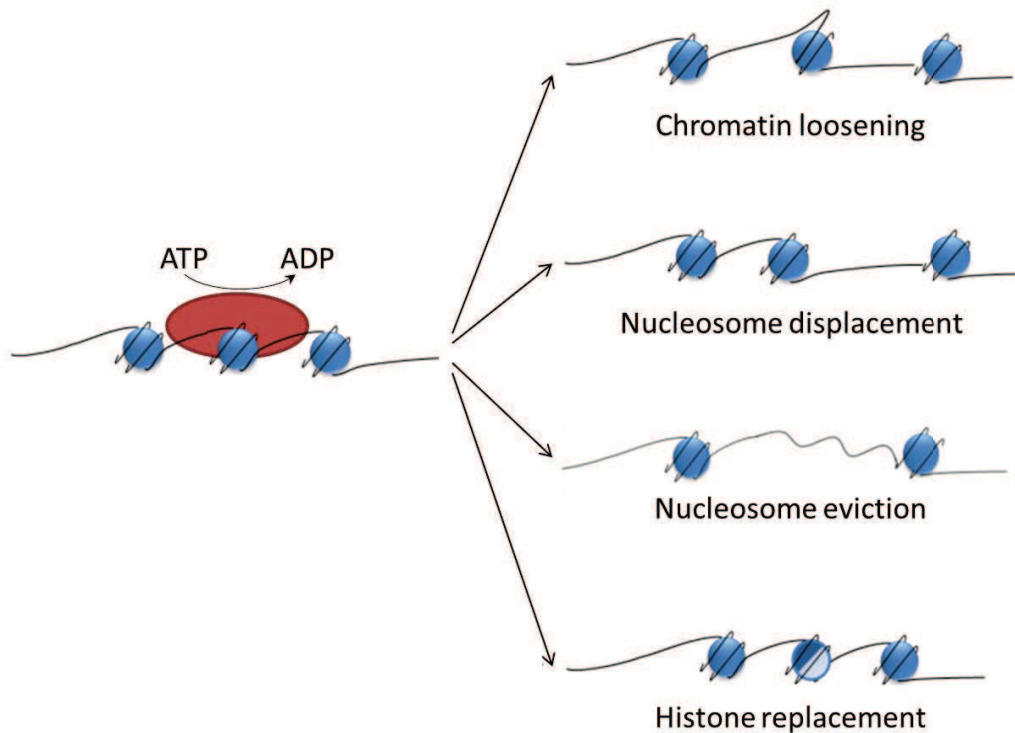 Chromatin loosening
ATP
ADP
Nucleosome displacement
Nucleosome eviction
Histone replacement